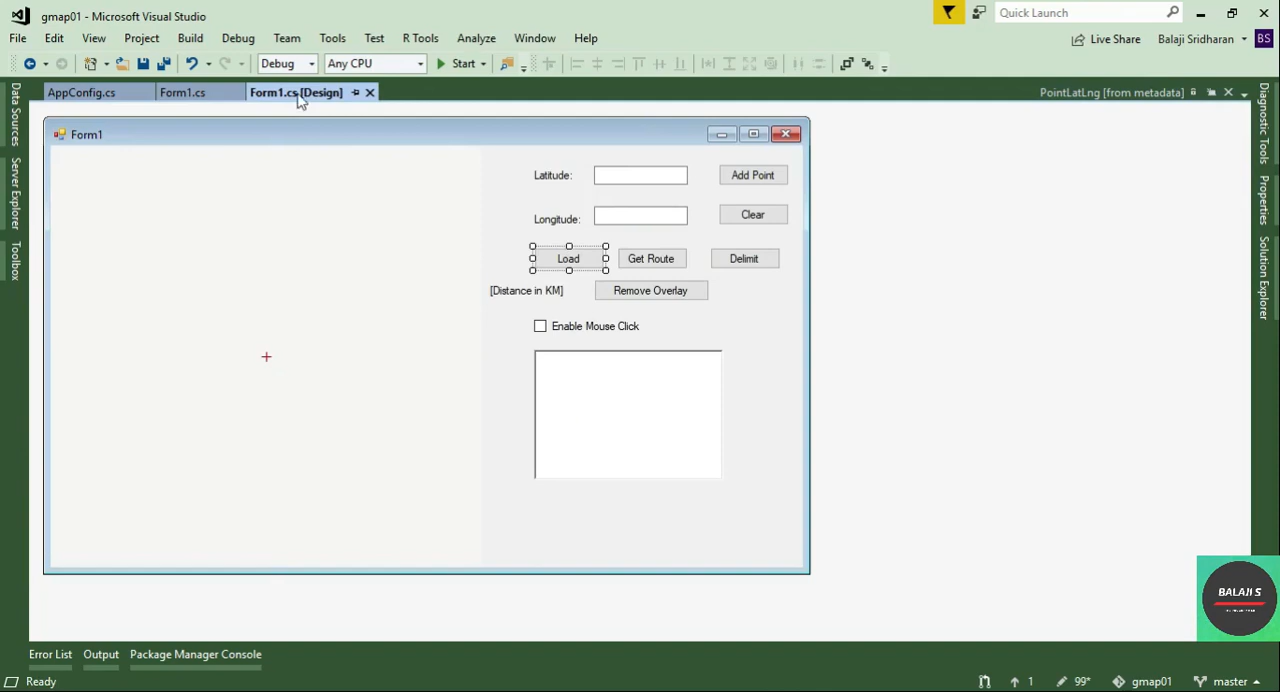 gmap01 - Microsoft Visual Studio
Quick Launch
File Edit View Project Build Debug Team Tools Test R Tools Analyze Window Help
Live Share Balaji Sridharan BS
Debug Any CPU Start
AppConfig.cs Form1.cs Form1.cs [Design] PointLatLng [from metadata]
Data Sources
Server Explorer
Toolbox
Form1
Latitude: Add Point
Longitude: Clear
Load Get Route Delimit
[Distance in KM] Remove Overlay
Enable Mouse Click
Diagnostic Tools
Properties
Solution Explorer
BALAJI S
Error List Output Package Manager Console
Ready 1 99* gmap01 master